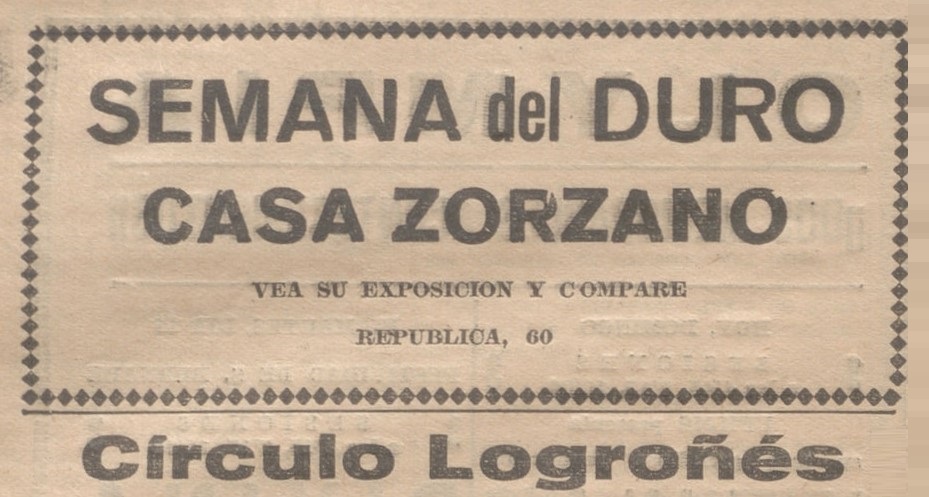 SEMANA del DURO
CASA ZORZANO
VEA SU EXPOSICION Y COMPARE
REPUBLICA, 60
Círculo Logroñés